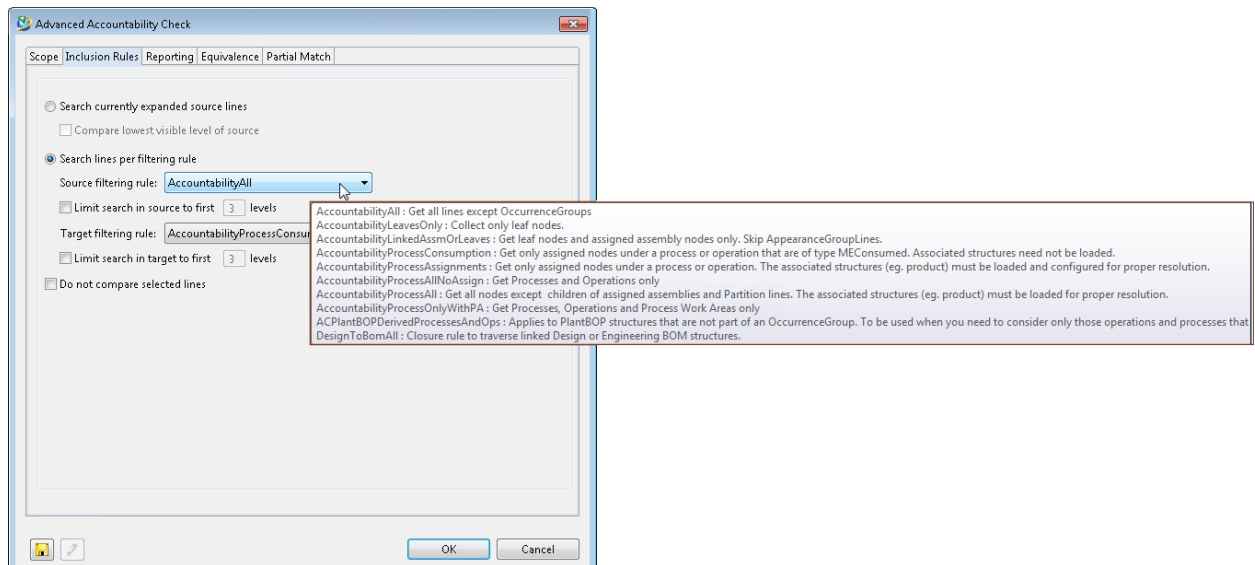 Advanced Accountability Check
Scope Inclusion Rules Reporting Equivalence Partial Match
Search currently expanded source lines
Compare lowest visible level of source
Search lines per filtering rule
Source filtering rule: AccountabilityAll
Limit search in source to first 3 levels
Target filtering rule: AccountabilityProcessConsu
Limit search in target to first 3 levels
Do not compare selected lines
AccountabilityAll : Get all lines except OccurrenceGroups
AccountabilityLeavesOnly : Collect only leaf nodes.
AccountabilityLinkedAssmOrLeaves : Get leaf nodes and assigned assembly nodes only. Skip AppearanceGroupLines.
AccountabilityProcessConsumption : Get only assigned nodes under a process or operation that are of type MEConsumed. Associated structures need not be loaded.
AccountabilityProcessAssignments : Get only assigned nodes under a process or operation. The associated structures (eg. product) must be loaded and configured for proper resolution.
AccountabilityProcessAllNoAssign : Get Processes and Operations only
AccountabilityProcessAll : Get all nodes except children of assigned assemblies and Partition lines. The associated structures (eg. product) must be loaded for proper resolution.
AccountabilityProcessOnlyWithPA : Get Processes, Operations and Process Work Areas only
ACPlantBOPDerivedProcessesAndOps : Applies to PlantBOP structures that are not part of an OccurrenceGroup. To be used when you need to consider only those operations and processes that
DesignToBomAll : Closure rule to traverse linked Design or Engineering BOM structures.
OK Cancel